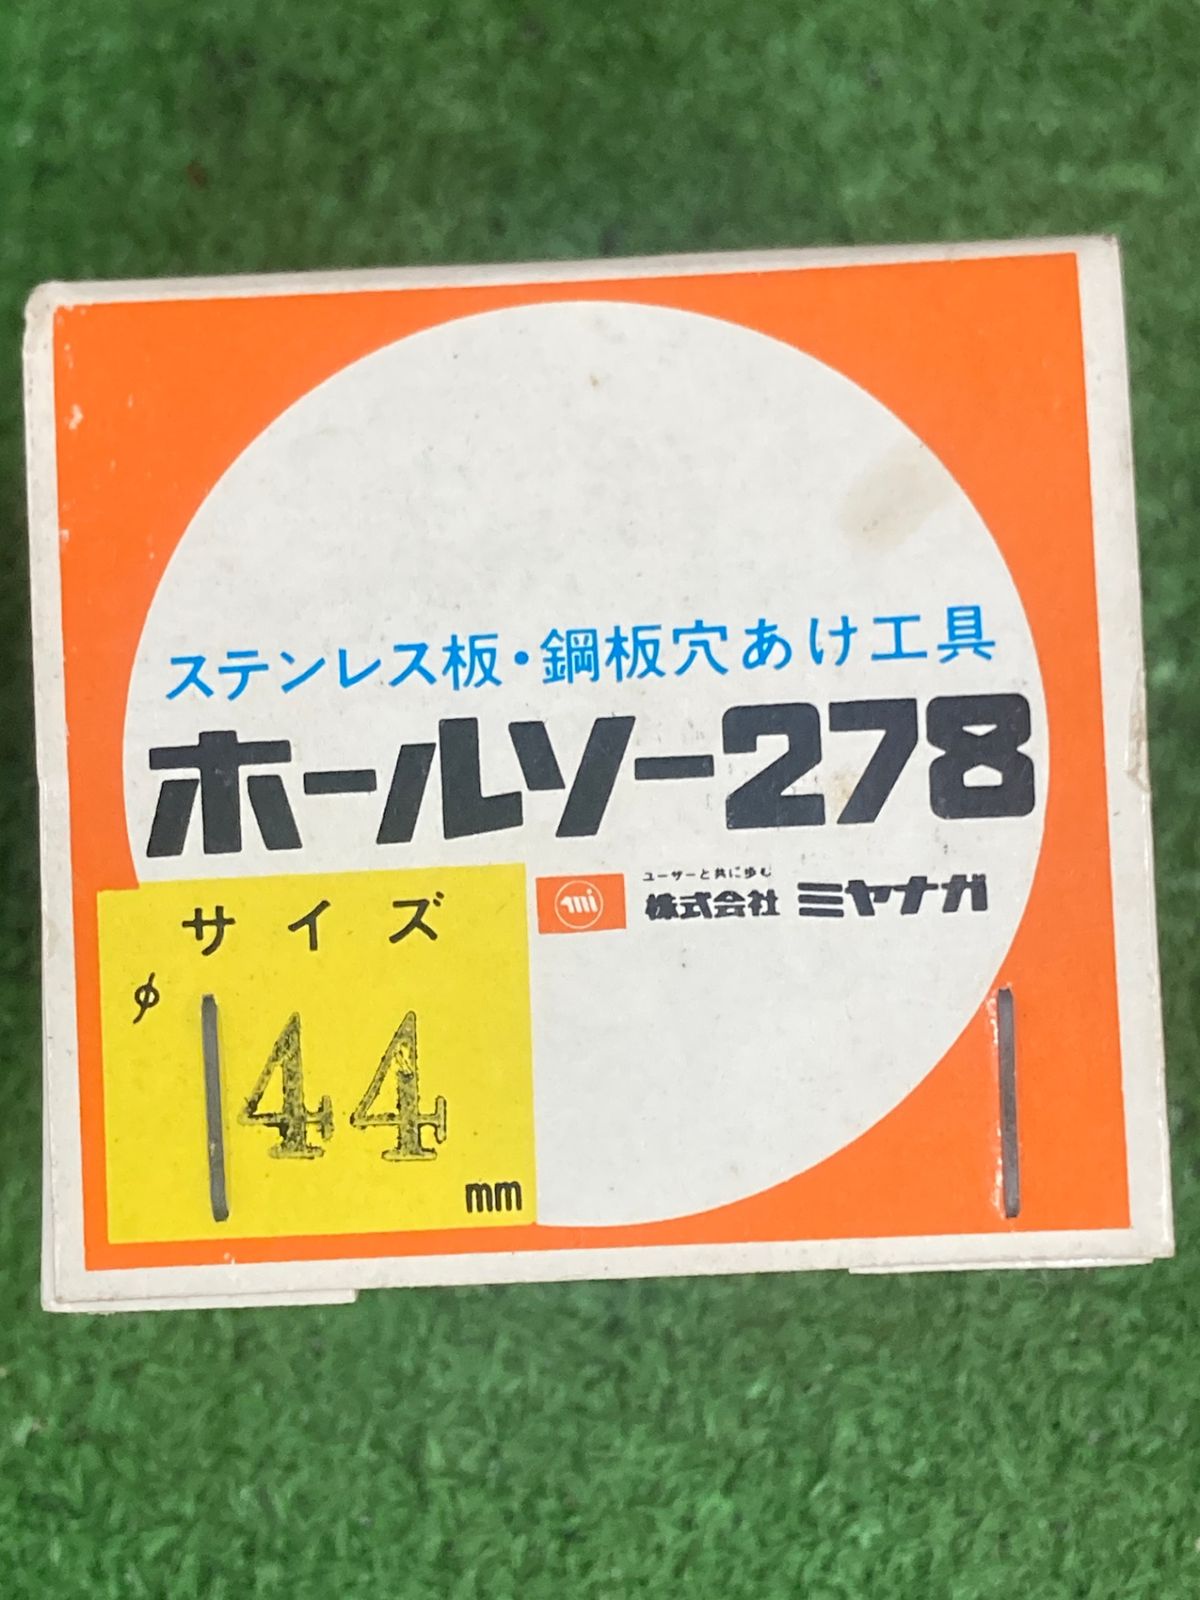 ステンレス板・鋼板穴あけ工具
ホールソー278
ユーザーと共に歩む
mi 株式会社 ミヤナガ
サイズ
φ 44 mm